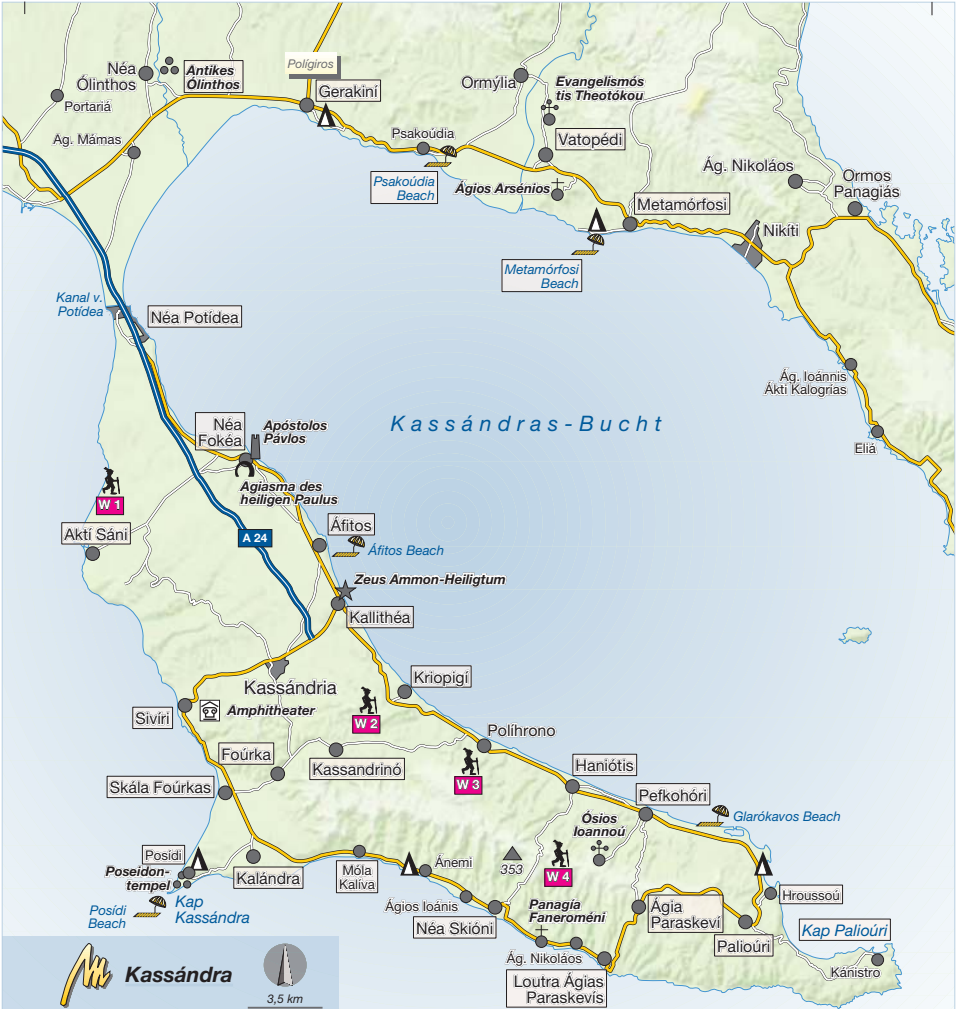 Néa
Ólinthos
Antikes
Ólinthos
Polígiros
Gerakiní
Portariá
Ag. Mámas
Ormýlia
Evangelismós
tis Theotókou
Psakoúdia
Vatopédi
Psakoúdia
Beach
Ágios Arsénios
Ág. Nikoláos
Ormos
Panagiás
Metamórfosi
Nikíti
Metamórfosi
Beach
Kanal v.
Potídea
Néa Potídea
Ág. Ioánnis
Ákti Kalogrías
Eliá
Kassándras-Bucht
Néa
Fokéa
Apóstolos
Pávlos
Agiasma des
heiligen Paulus
W 1
Aktí Sáni
A 24
Áfitos
Áfitos Beach
Zeus Ammon-Heiligtum
Kallithéa
Kassándria
Kriopigí
Sivíri
Amphitheater
W 2
Políhrono
Foúrka
Kassandrinó
W 3
Haniótis
Skála Foúrkas
Pefkohóri
Glarókavos Beach
Ósios
Ioannoú
353
W 4
Posidi
Poseidon-
tempel
Kalándra
Móla
Kalíva
Ánemi
Ágios Ioánis
Néa Skióni
Panagía
Faneroméni
Ágia
Paraskeví
Hroussoú
Palioúri
Kap Palioúri
Posídi
Beach
Kap
Kassándra
Ág. Nikoláos
Loutra Ágias
Paraskevís
Kánistro
Kassándra
3,5 km